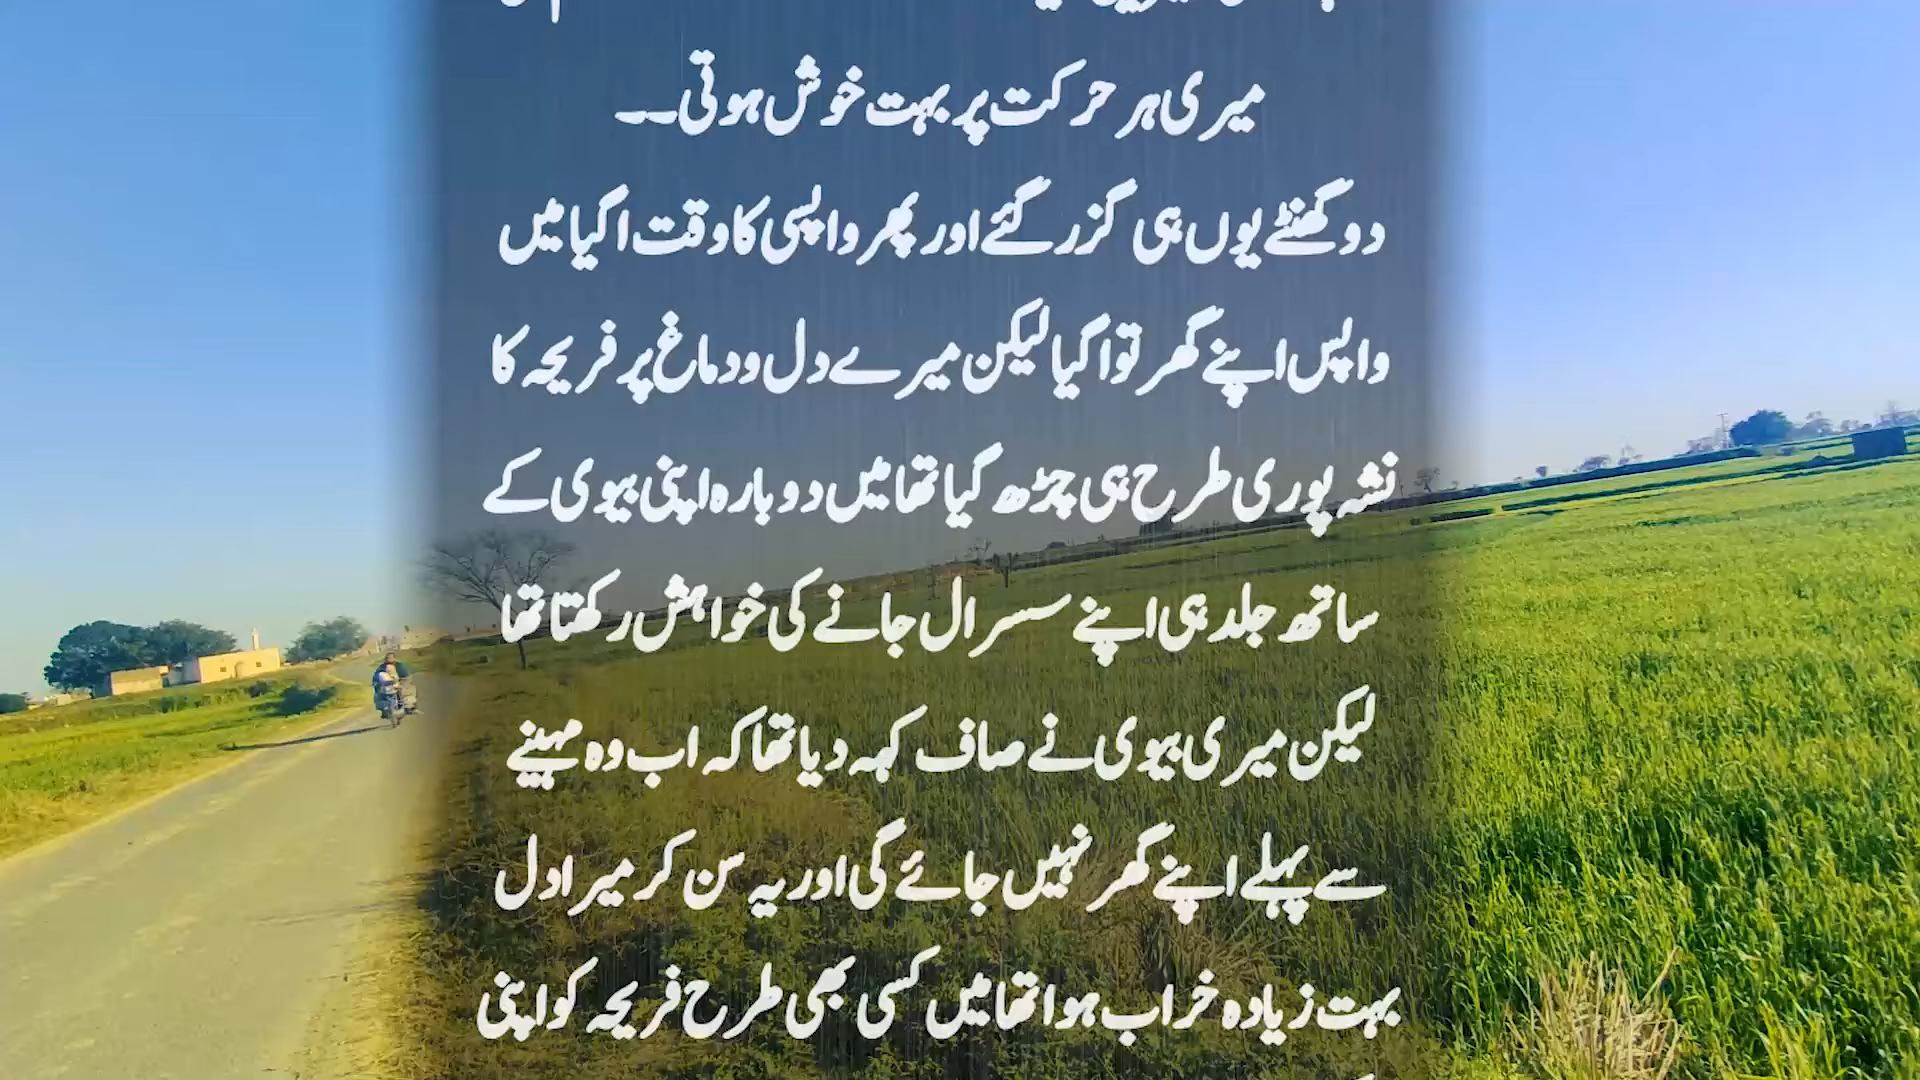 میری ہر حرکت پر بہت خوش ہوتی۔۔
دو گھنٹے یوں ہی گزر گئے اور پھر واپسی کا وقت اگیا میں
واپس اپنے گھر تو اگیا لیکن میرے دل و دماغ پر فریحہ کا
نشہ پوری طرح ہی چڑھ گیا تھا میں دوبارہ اپنی بیوی کے
ساتھ جلد ہی اپنے سسرال جانے کی خواہش رکھتا تھا
لیکن میری بیوی نے صاف کہہ دیا تھا کہ اب وہ مہینے
سے پہلے اپنے گھر نہیں جائے گی اور یہ سن کر میرا دل
بہت زیادہ خراب ہوا تھا میں کسی بھی طرح فریحہ کو اپنی